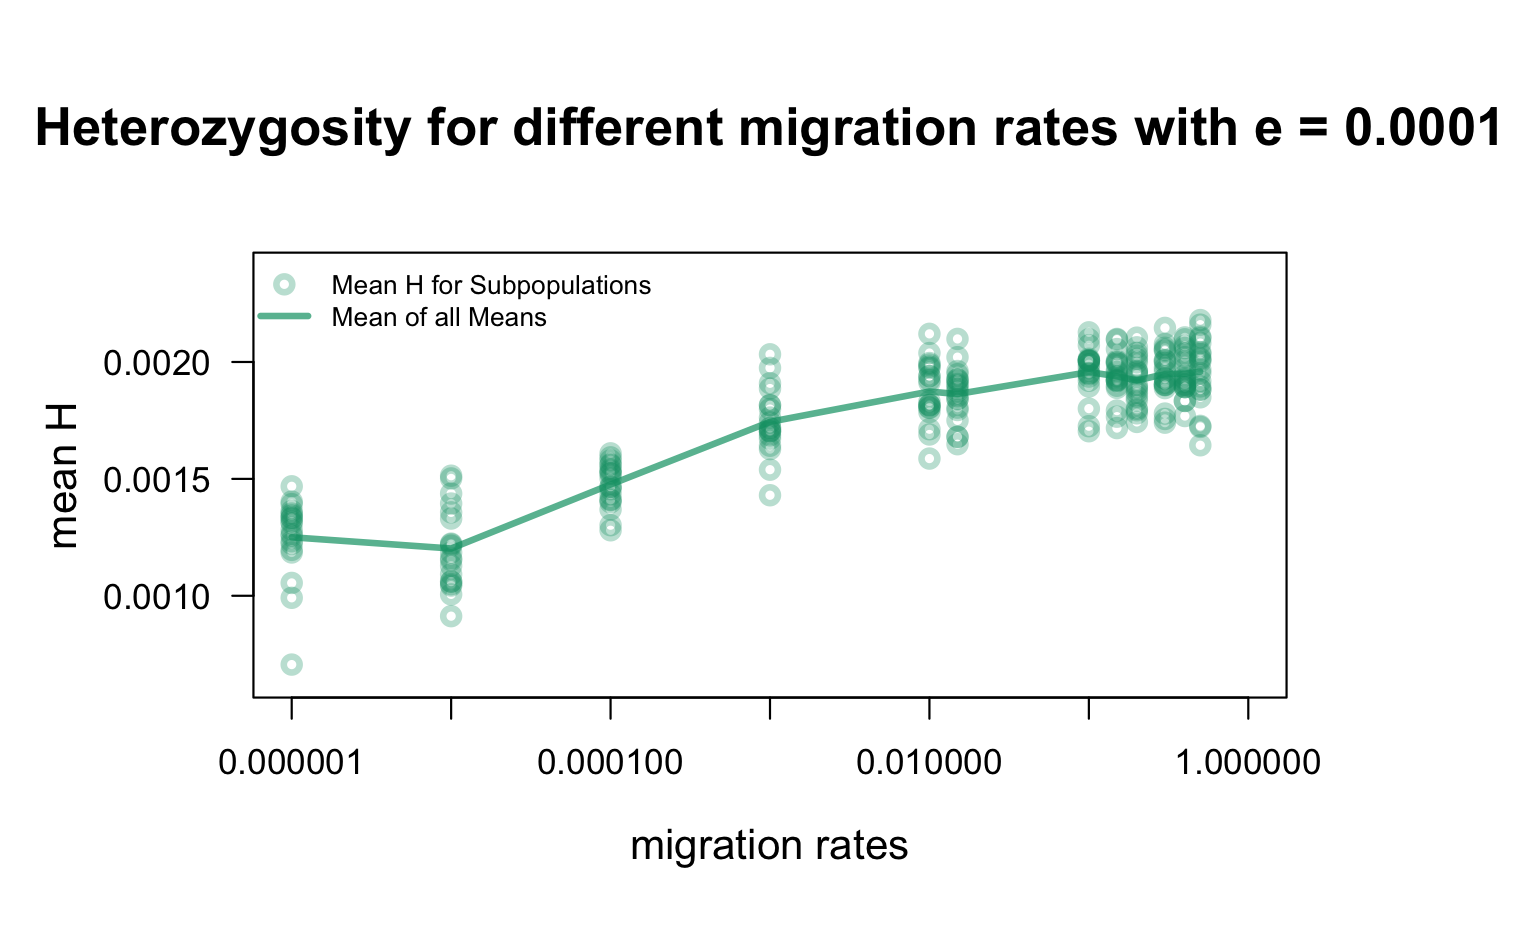 Heterozygosity for different migration rates with e = 0.0001
Mean H for Subpopulations
Mean of all Means
mean H
0.0020
0.0015
0.0010
0.000001
0.000100
0.010000
1.000000
migration rates